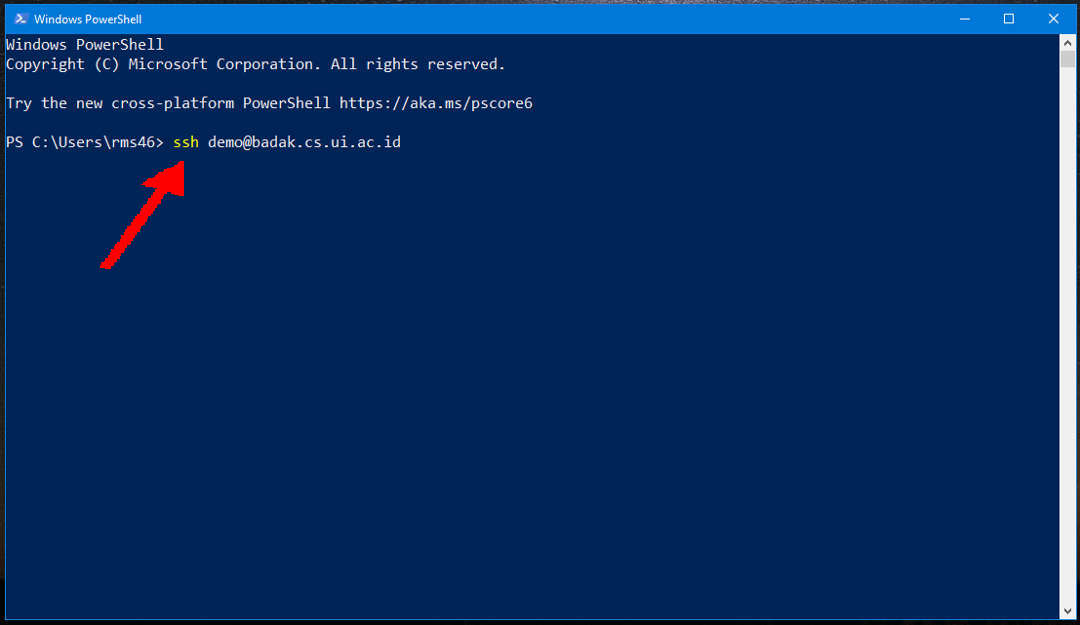 Windows PowerShell
Windows PowerShell
Copyright (C) Microsoft Corporation. All rights reserved.
Try the new cross-platform PowerShell https://aka.ms/pscore6
PS C:\Users\rms46> ssh demo@badak.cs.ui.ac.id